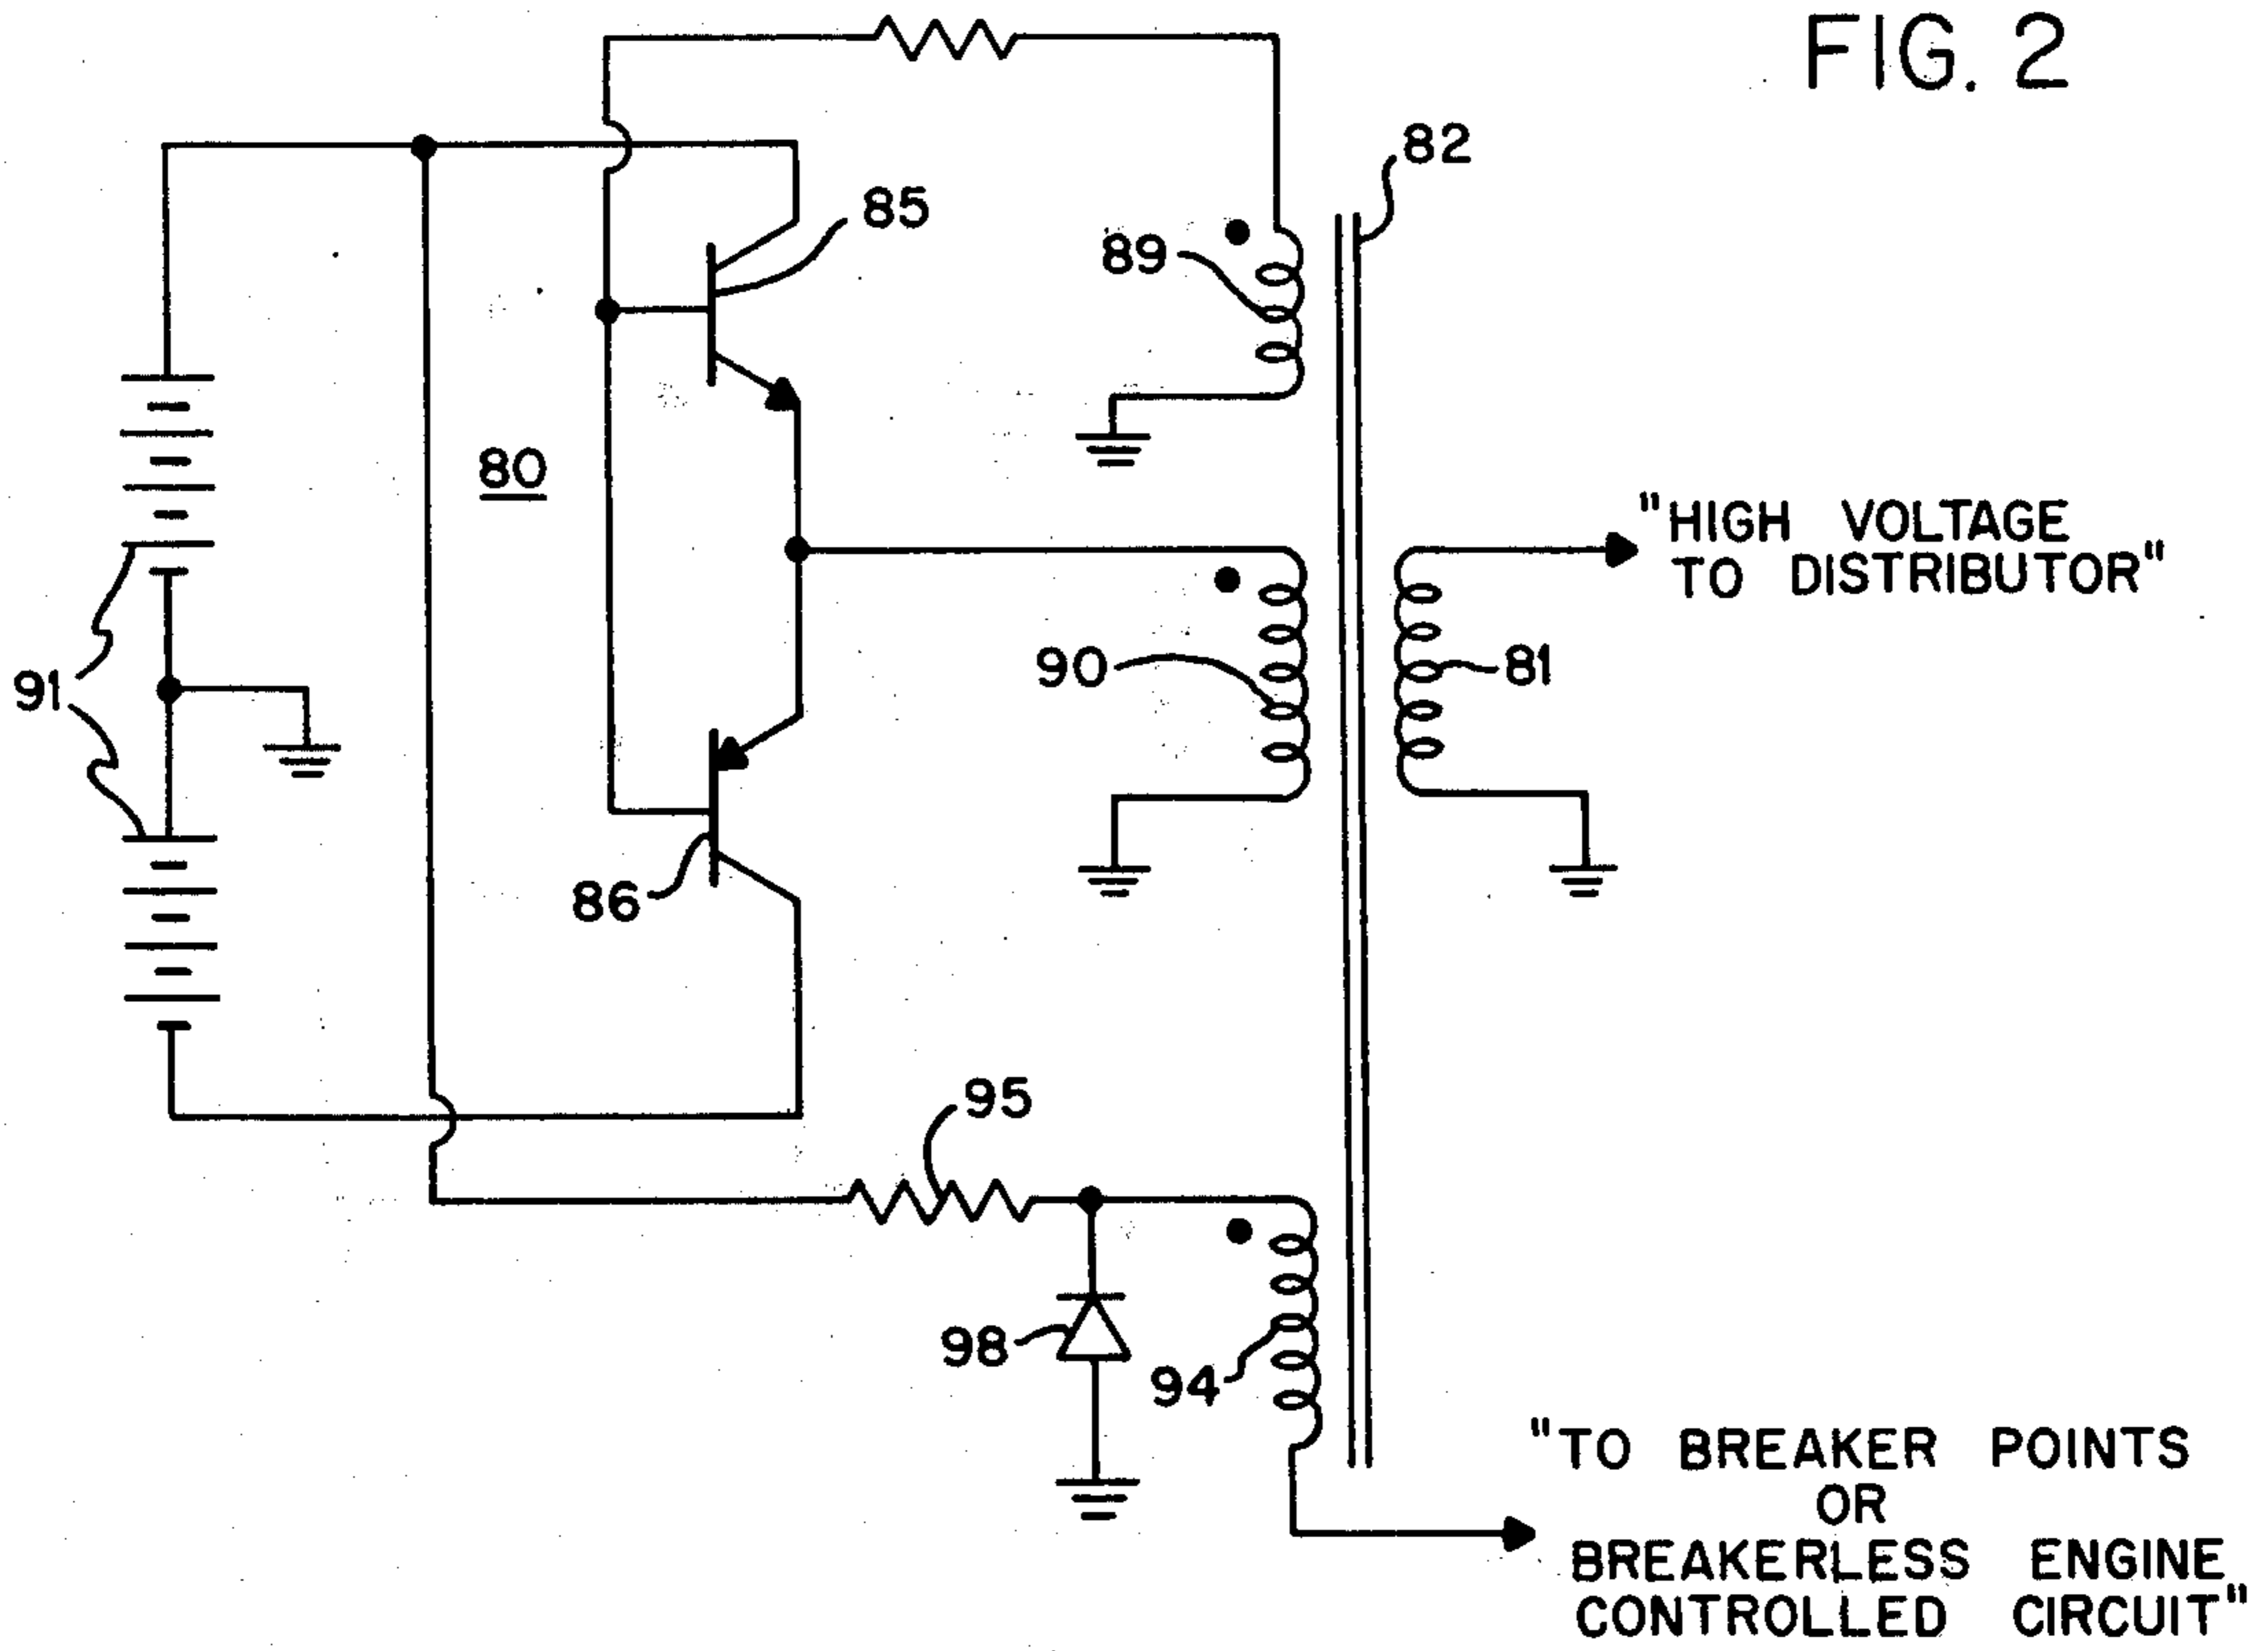 FIG. 2
82
85
89
80
"HIGH VOLTAGE
TO DISTRIBUTOR"
90
81
91
86
95
98
94
"TO BREAKER POINTS
OR
BREAKERLESS ENGINE
CONTROLLED CIRCUIT"